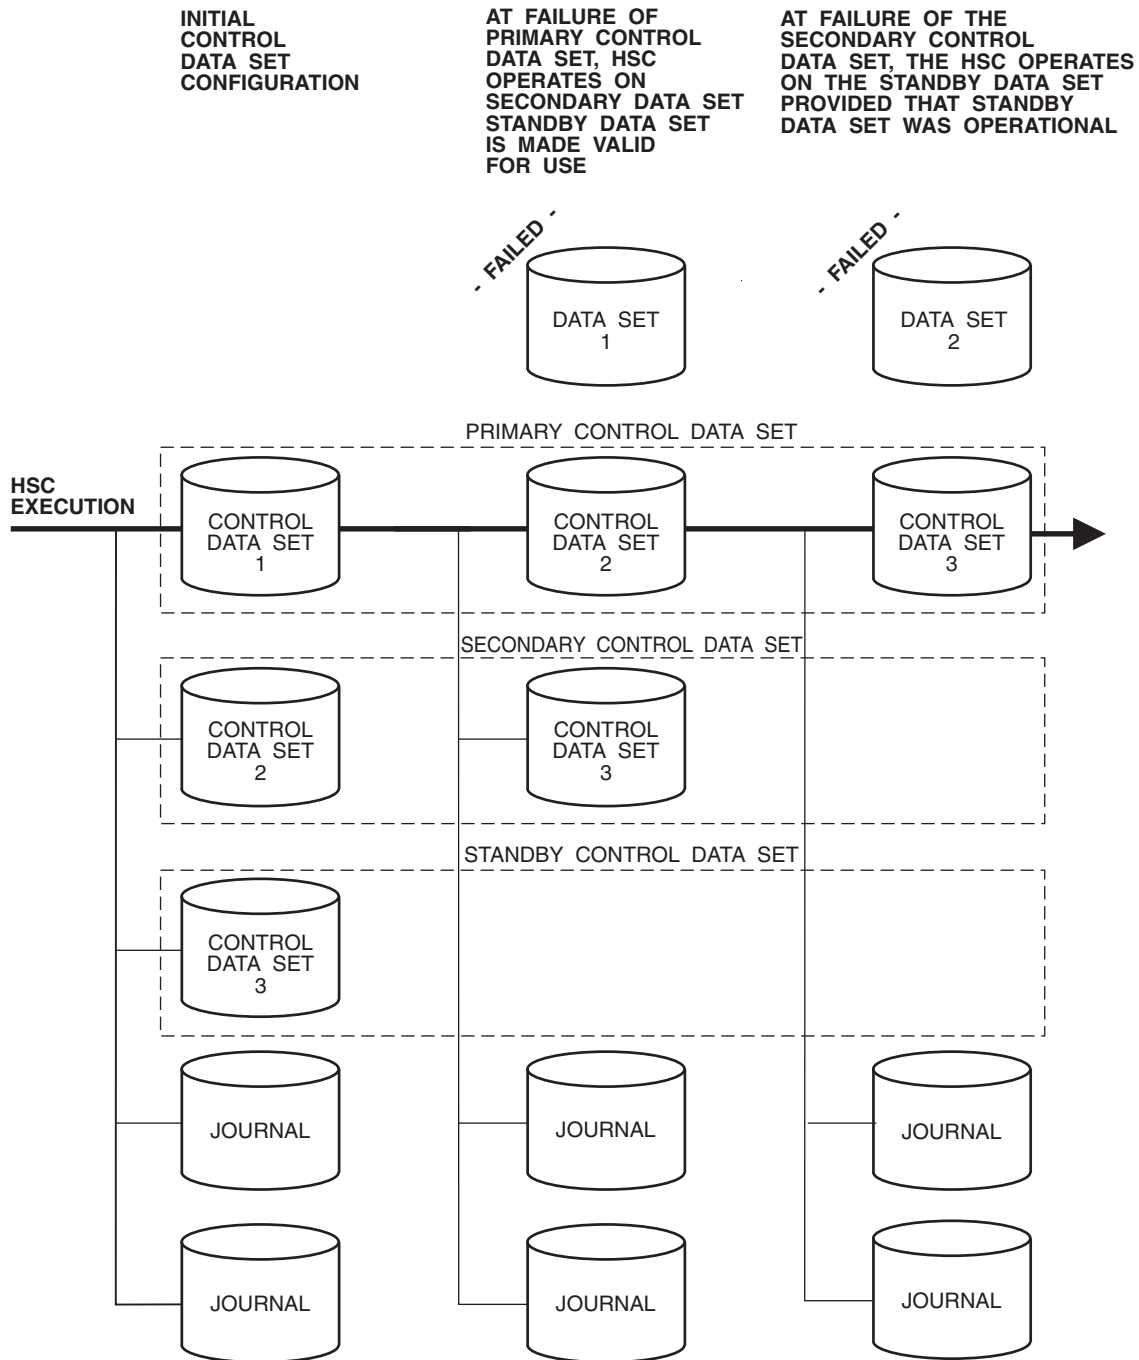 INITIAL
CONTROL
DATA SET
CONFIGURATION
AT FAILURE OF
PRIMARY CONTROL
DATA SET, HSC
OPERATES ON
SECONDARY DATA SET
STANDBY DATA SET
IS MADE VALID
FOR USE
AT FAILURE OF THE
SECONDARY CONTROL
DATA SET, THE HSC OPERATES
ON THE STANDBY DATA SET
PROVIDED THAT STANDBY
DATA SET WAS OPERATIONAL
- FAILED -
DATA SET
1
- FAILED -
DATA SET
2
PRIMARY CONTROL DATA SET
HSC
EXECUTION
CONTROL
DATA SET
1
CONTROL
DATA SET
2
CONTROL
DATA SET
3
SECONDARY CONTROL DATA SET
CONTROL
DATA SET
2
CONTROL
DATA SET
3
STANDBY CONTROL DATA SET
CONTROL
DATA SET
3
JOURNAL
JOURNAL
JOURNAL
JOURNAL
JOURNAL
JOURNAL